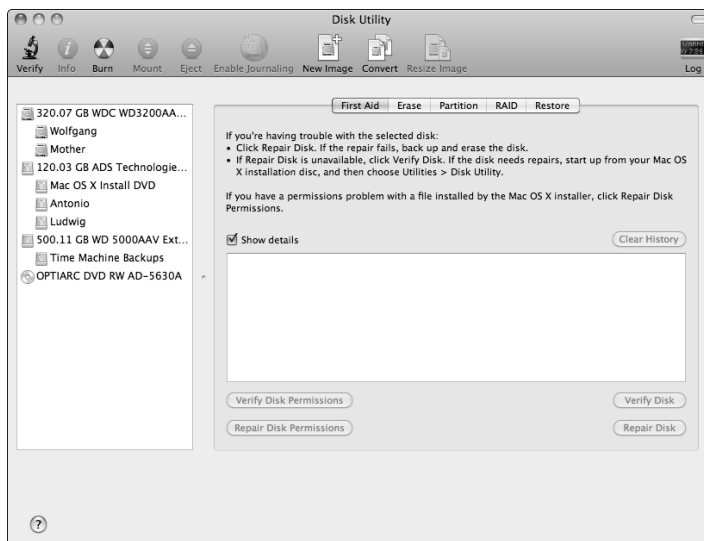 Disk Utility
Verify Info Burn Mount Eject Enable Journaling New Image Convert Resize Image Log
320.07 GB WDC WD3200AA...
Wolfgang
Mother
120.03 GB ADS Technologie...
Mac OS X Install DVD
Antonio
Ludwig
500.11 GB WD 5000AAV Ext...
Time Machine Backups
OPTIARC DVD RW AD-5630A
First Aid Erase Partition RAID Restore
If you're having trouble with the selected disk:
• Click Repair Disk. If the repair fails, back up and erase the disk.
• If Repair Disk is unavailable, click Verify Disk. If the disk needs repairs, start up from your Mac OS
X installation disc, and then choose Utilities > Disk Utility.
If you have a permissions problem with a file installed by the Mac OS X installer, click Repair Disk
Permissions.
Show details
Clear History
Verify Disk Permissions
Verify Disk
Repair Disk Permissions
Repair Disk
?